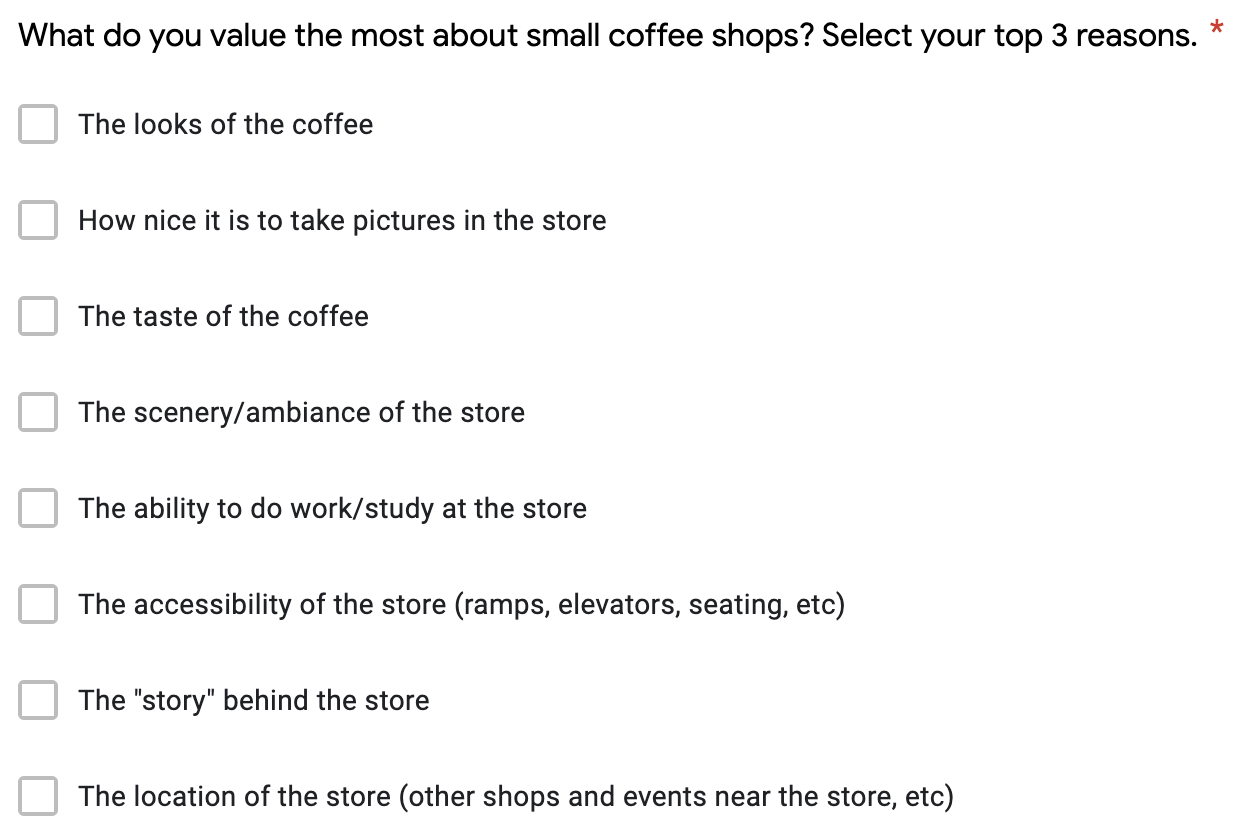 What do you value the most about small coffee shops? Select your top 3 reasons. *
The looks of the coffee
How nice it is to take pictures in the store
The taste of the coffee
The scenery/ambiance of the store
The ability to do work/study at the store
The accessibility of the store (ramps, elevators, seating, etc)
The "story" behind the store
The location of the store (other shops and events near the store, etc)